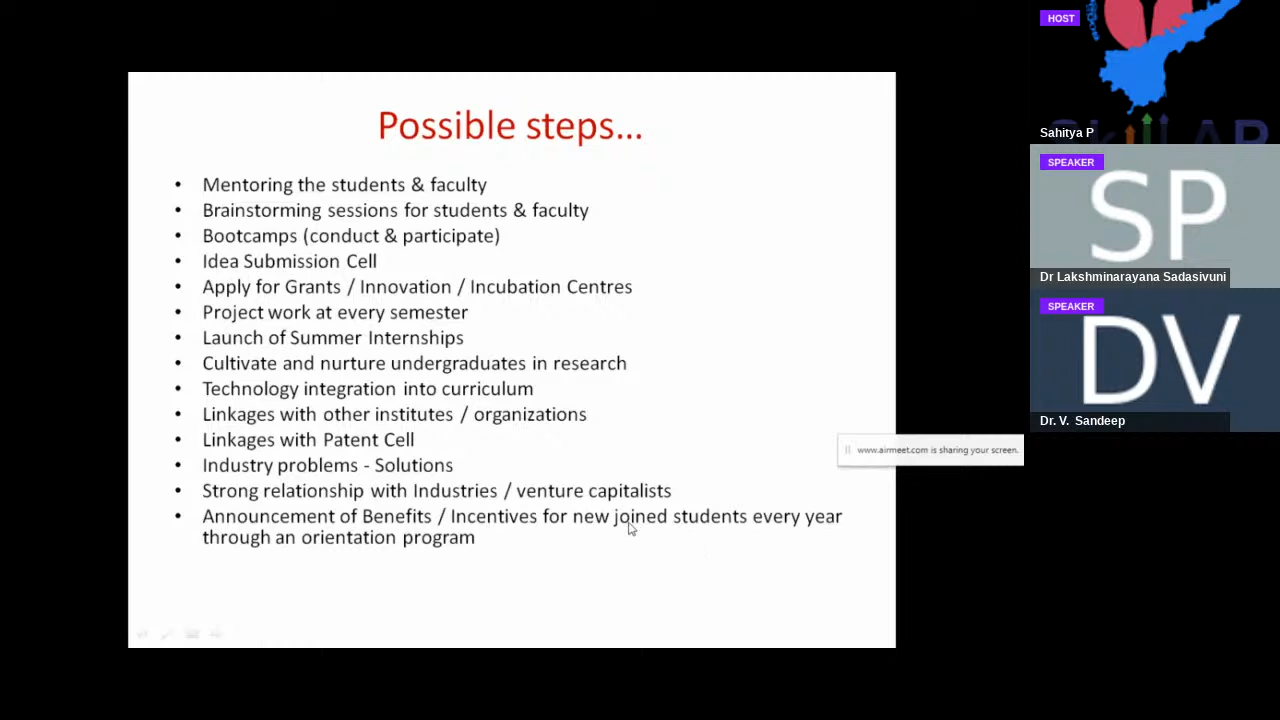 Possible steps...
• Mentoring the students & faculty
• Brainstorming sessions for students & faculty
• Bootcamps (conduct & participate)
• Idea Submission Cell
• Apply for Grants / Innovation / Incubation Centres
• Project work at every semester
• Launch of Summer Internships
• Cultivate and nurture undergraduates in research
• Technology integration into curriculum
• Linkages with other institutes / organizations
• Linkages with Patent Cell
• Industry problems - Solutions
• Strong relationship with Industries / venture capitalists
• Announcement of Benefits / Incentives for new joined students every year
through an orientation program
www.airmeet.com is sharing your screen.
HOST
Sahitya P
SPEAKER
SP
Dr Lakshminarayana Sadasivuni
SPEAKER
DV
Dr. V. Sandeep